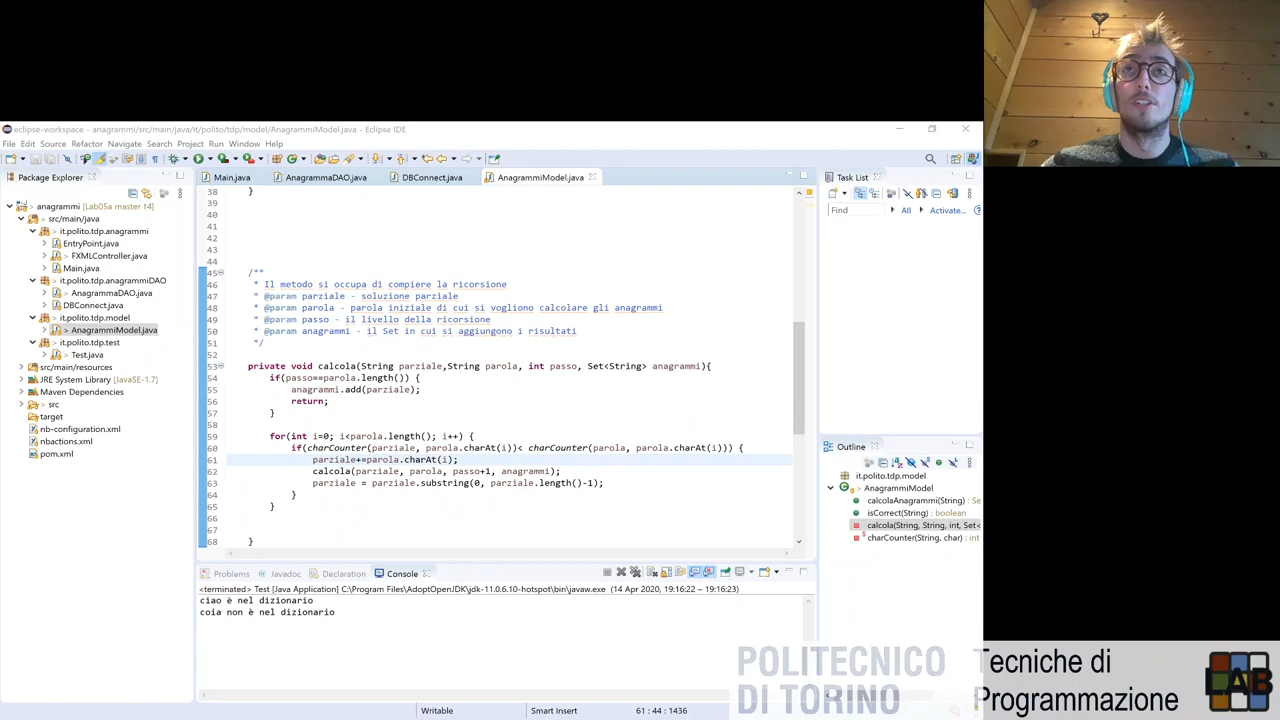 eclipse-workspace - anagrammi/src/main/java/it/polito/tdp/model/AnagrammiModel.java - Eclipse IDE
File Edit Source Refactor Navigate Search Project Run Window Help
Package Explorer
anagrammi [Lab05a master ↑4]
src/main/java
> it.polito.tdp.anagrammi
EntryPoint.java
> FXMLController.java
Main.java
> it.polito.tdp.anagrammiDAO
> AnagrammaDAO.java
DBConnect.java
> it.polito.tdp.model
> AnagrammiModel.java
> it.polito.tdp.test
> Test.java
src/main/resources
JRE System Library [JavaSE-1.7]
Maven Dependencies
> src
target
nb-configuration.xml
nbactions.xml
pom.xml
Main.java AnagrammaDAO.java DBConnect.java AnagrammiModel.java
38 }
39
40
41
42
43
44
45 /**
46 * Il metodo si occupa di compiere la ricorsione
47 * @param parziale - soluzione parziale
48 * @param parola - parola iniziale di cui si vogliono calcolare gli anagrammi
49 * @param passo - il livello della ricorsione
50 * @param anagrammi - il Set in cui si aggiungono i risultati
51 */
52
53 private void calcola(String parziale,String parola, int passo, Set<String> anagrammi){
54 if(passo==parola.length()) {
55 anagrammi.add(parziale);
56 return;
57 }
58
59 for(int i=0; i<parola.length(); i++) {
60 if(charCounter(parziale, parola.charAt(i))< charCounter(parola, parola.charAt(i))) {
61 parziale+=parola.charAt(i);
62 calcola(parziale, parola, passo+1, anagrammi);
63 parziale = parziale.substring(0, parziale.length()-1);
64 }
65 }
66
67
68 }
Task List
Find All Activate...
Outline
it.polito.tdp.model
> AnagrammiModel
calcolaAnagrammi(String) : Se
isCorrect(String) : boolean
calcola(String, String, int, Set<
charCounter(String, char) : int
Problems Javadoc Declaration Console
<terminated> Test [Java Application] C:\Program Files\AdoptOpenJDK\jdk-11.0.6.10-hotspot\bin\javaw.exe (14 Apr 2020, 19:16:22 – 19:16:23)
ciao è nel dizionario
coia non è nel dizionario
Writable Smart Insert 61 : 44 : 1436
POLITECNICO
DI TORINO
Tecniche di
Programmazione
LAB